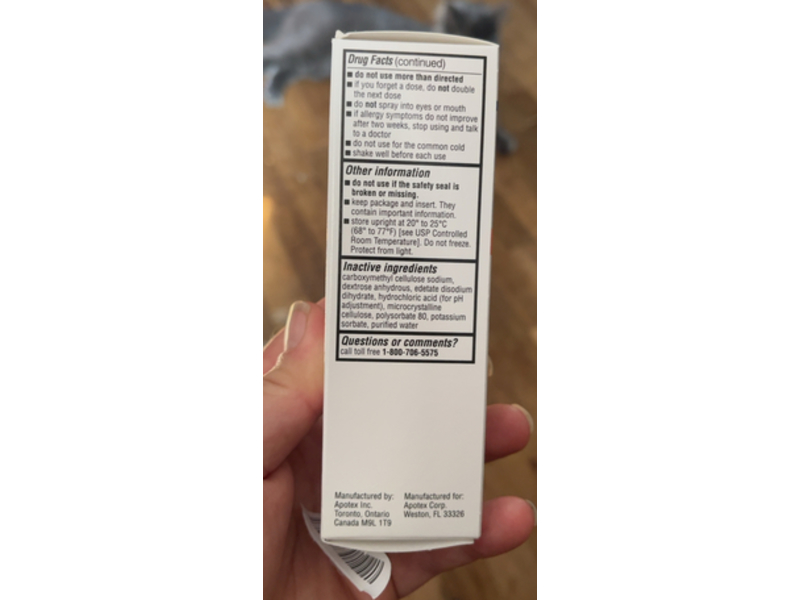 Drug Facts (continued)
■ do not use more than directed
■ if you forget a dose, do not double
the next dose
■ do not spray into eyes or mouth
■ if allergy symptoms do not improve
after two weeks, stop using and talk
to a doctor
■ do not use for the common cold
■ shake well before each use
Other information
■ do not use if the safety seal is
broken or missing.
■ keep package and insert. They
contain important information.
■ store upright at 20° to 25°C
(68° to 77°F) [see USP Controlled
Room Temperature]. Do not freeze.
Protect from light.
Inactive ingredients
carboxymethyl cellulose sodium,
dextrose anhydrous, edetate disodium
dihydrate, hydrochloric acid (for pH
adjustment), microcrystalline
cellulose, polysorbate 80, potassium
sorbate, purified water
Questions or comments?
call toll free 1-800-706-5575
Manufactured by:
Apotex Inc.
Toronto, Ontario
Canada M9L 1T9
Manufactured for:
Apotex Corp.
Weston, FL 33326